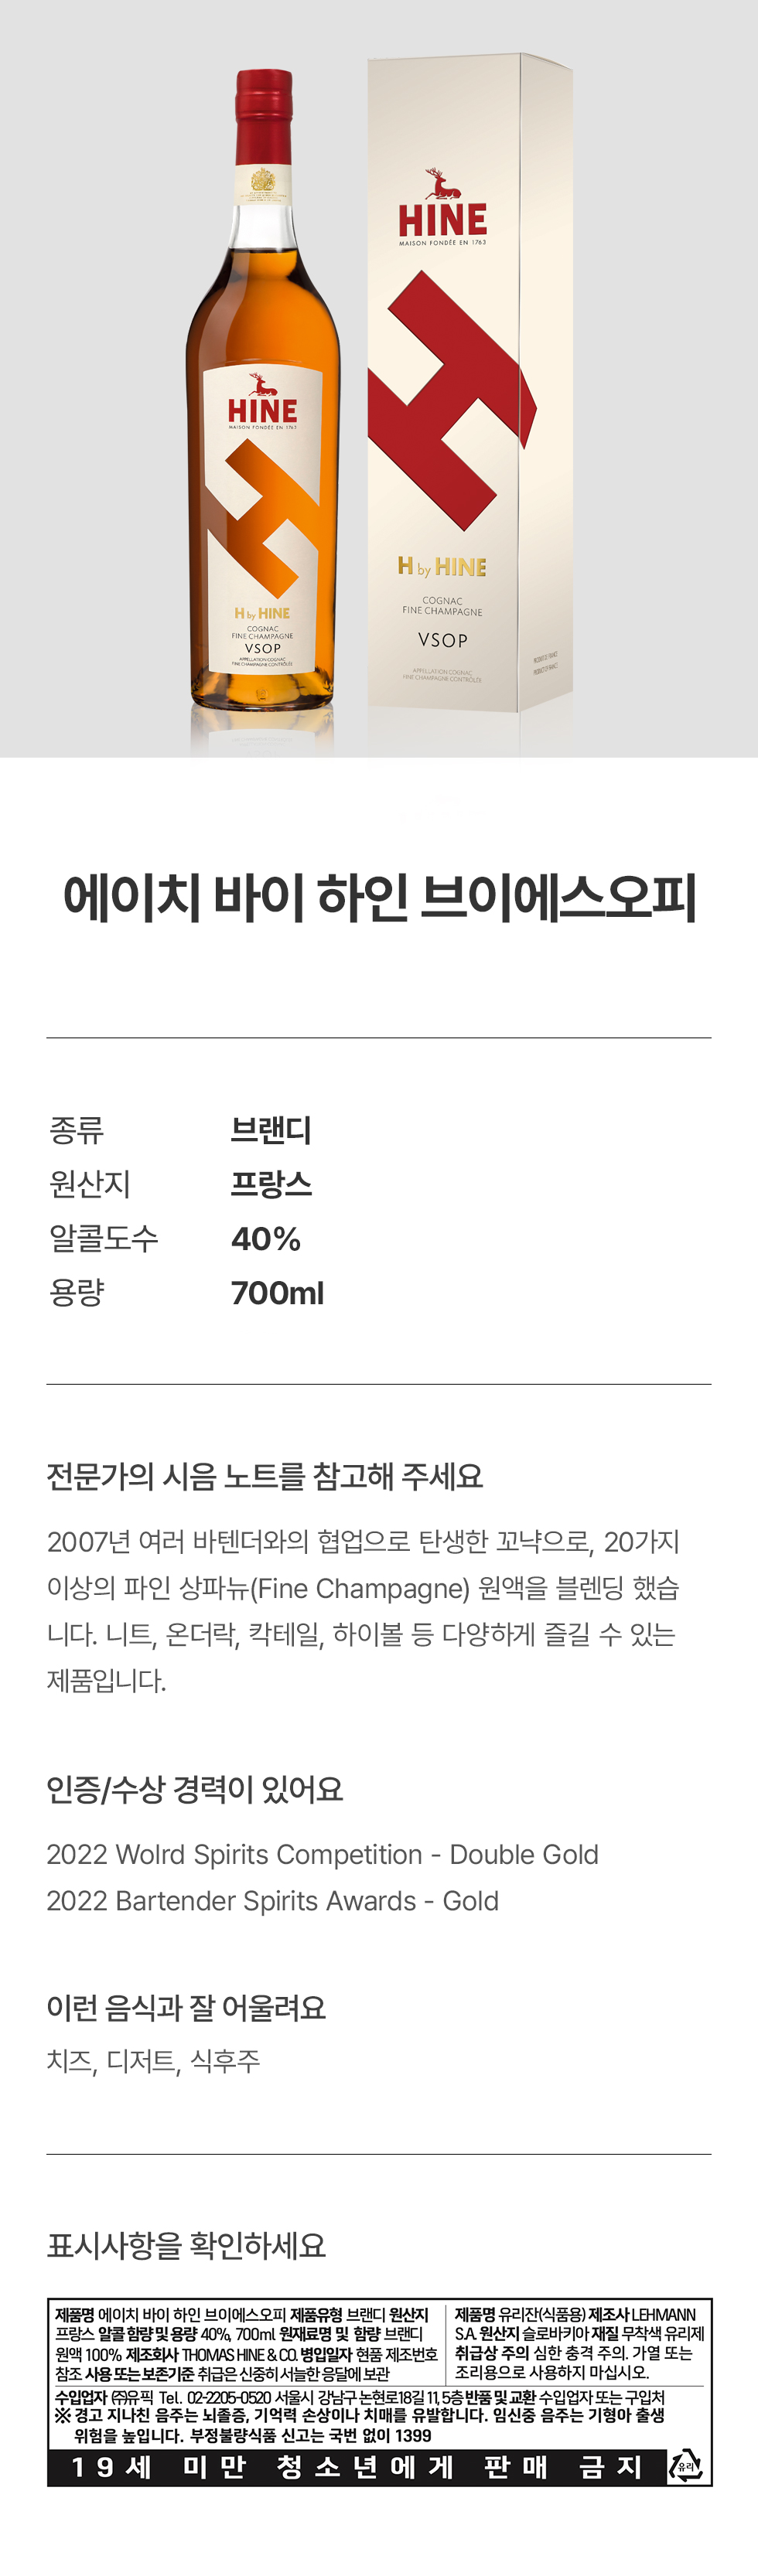 HINE
MAISON FONDÉE EN 1763
H by HINE
COGNAC
FINE CHAMPAGNE
VSOP
APPELLATION COGNAC
FINE CHAMPAGNE CONTRÔLÉE
HINE
MAISON FONDÉE EN 1763
H by HINE
COGNAC
FINE CHAMPAGNE
VSOP
APPELLATION COGNAC
FINE CHAMPAGNE CONTRÔLÉE
에이치 바이 하인 브이에스오피
종류 브랜디
원산지 프랑스
알콜도수 40%
용량 700ml
전문가의 시음 노트를 참고해 주세요
2007년 여러 바텐더와의 협업으로 탄생한 꼬냑으로, 20가지
이상의 파인 상파뉴(Fine Champagne) 원액을 블렌딩 했습
니다. 니트, 온더락, 칵테일, 하이볼 등 다양하게 즐길 수 있는
제품입니다.
인증/수상 경력이 있어요
2022 Wolrd Spirits Competition - Double Gold
2022 Bartender Spirits Awards - Gold
이런 음식과 잘 어울려요
치즈, 디저트, 식후주
표시사항을 확인하세요
제품명 에이치 바이 하인 브이에스오피 제품유형 브랜디 원산지
프랑스 알콜 함량 및 용량 40%, 700ml 원재료명 및 함량 브랜디
원액 100% 제조회사 THOMAS HINE & CO. 병입일자 현품 제조번호
참조 사용 또는 보존기준 취급은 신중히 서늘한 응달에 보관
제품명 유리잔(식품용) 제조사 LEHMANN
S.A. 원산지 슬로바키아 재질 무착색 유리제
취급상 주의 심한 충격 주의. 가열 또는
조리용으로 사용하지 마십시오.
수입업자 ㈜유픽 Tel. 02-2205-0520 서울시 강남구 논현로18길 11, 5층 반품 및 교환 수입업자 또는 구입처
※ 경고 지나친 음주는 뇌졸중, 기억력 손상이나 치매를 유발합니다. 임신중 음주는 기형아 출생
위험을 높입니다. 부정불량식품 신고는 국번 없이 1399
19세 미만 청소년에게 판매 금지
유리